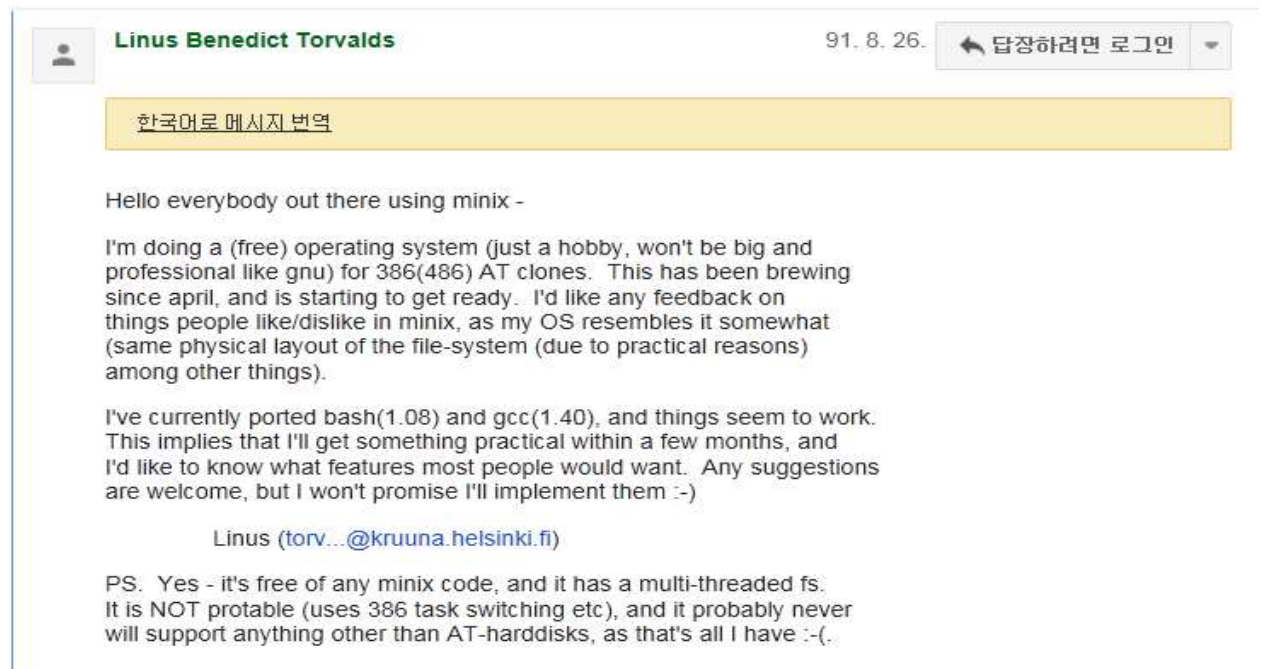 Linus Benedict Torvalds
91. 8. 26.
답장하려면 로그인
한국어로 메시지 번역
Hello everybody out there using minix -
I'm doing a (free) operating system (just a hobby, won't be big and
professional like gnu) for 386(486) AT clones.  This has been brewing
since april, and is starting to get ready.  I'd like any feedback on
things people like/dislike in minix, as my OS resembles it somewhat
(same physical layout of the file-system (due to practical reasons)
among other things).
I've currently ported bash(1.08) and gcc(1.40), and things seem to work.
This implies that I'll get something practical within a few months, and
I'd like to know what features most people would want.  Any suggestions
are welcome, but I won't promise I'll implement them :-)
Linus (torv...@kruuna.helsinki.fi)
PS.  Yes - it's free of any minix code, and it has a multi-threaded fs.
It is NOT protable (uses 386 task switching etc), and it probably never
will support anything other than AT-harddisks, as that's all I have :-(.